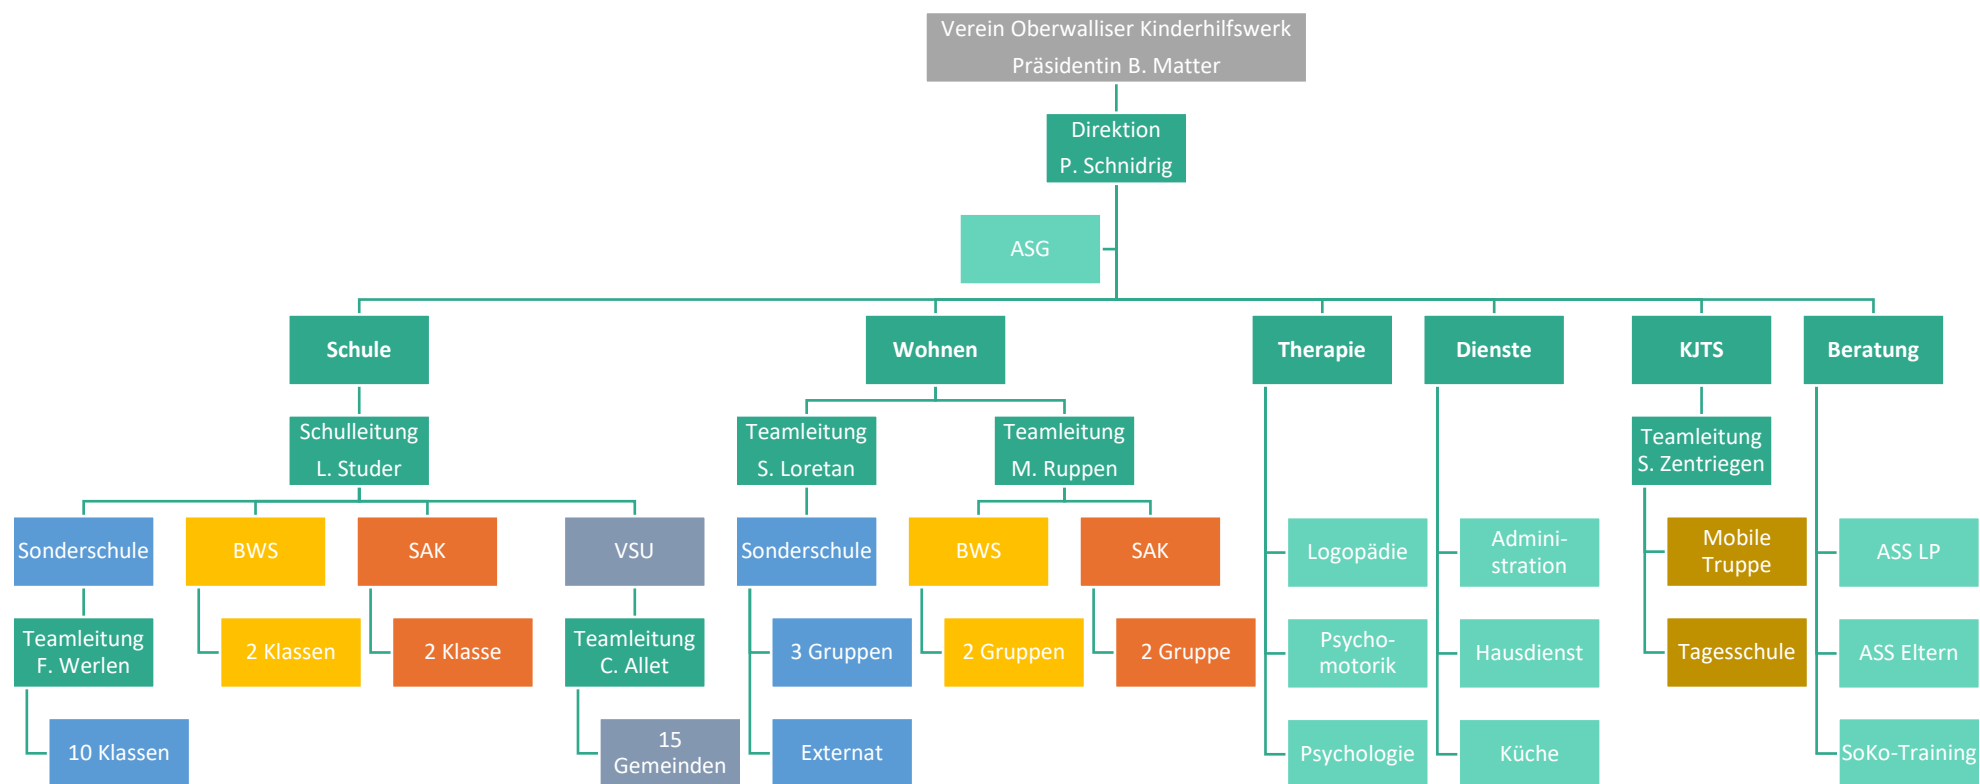 Verein Oberwalliser Kinderhilfswerk
Präsidentin B. Matter
Direktion
P. Schnidrig
ASG
Schule
Wohnen
Therapie
Dienste
KJTS
Beratung
Schulleitung
L. Studer
Teamleitung
S. Loretan
Teamleitung
M. Ruppen
Teamleitung
S. Zentriegen
Sonderschule
BWS
SAK
VSU
Sonderschule
BWS
SAK
Logopädie
Admini-
stration
Mobile
Truppe
ASS LP
Teamleitung
F. Werlen
2 Klassen
2 Klasse
Teamleitung
C. Allet
3 Gruppen
2 Gruppen
2 Gruppe
Psycho-
motorik
Hausdienst
Tagesschule
ASS Eltern
10 Klassen
15
Gemeinden
Externat
Psychologie
Küche
SoKo-Training